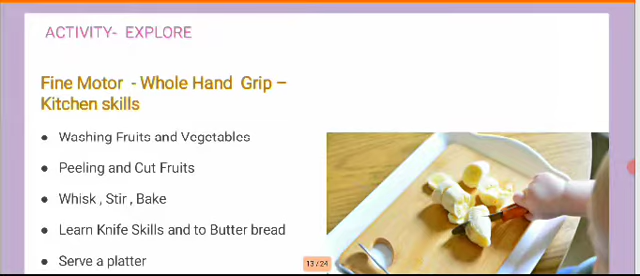 ACTIVITY- EXPLORE
Fine Motor - Whole Hand Grip –
Kitchen skills
• Washing Fruits and Vegetables
• Peeling and Cut Fruits
• Whisk , Stir , Bake
• Learn Knife Skills and to Butter bread
• Serve a platter
13 / 24